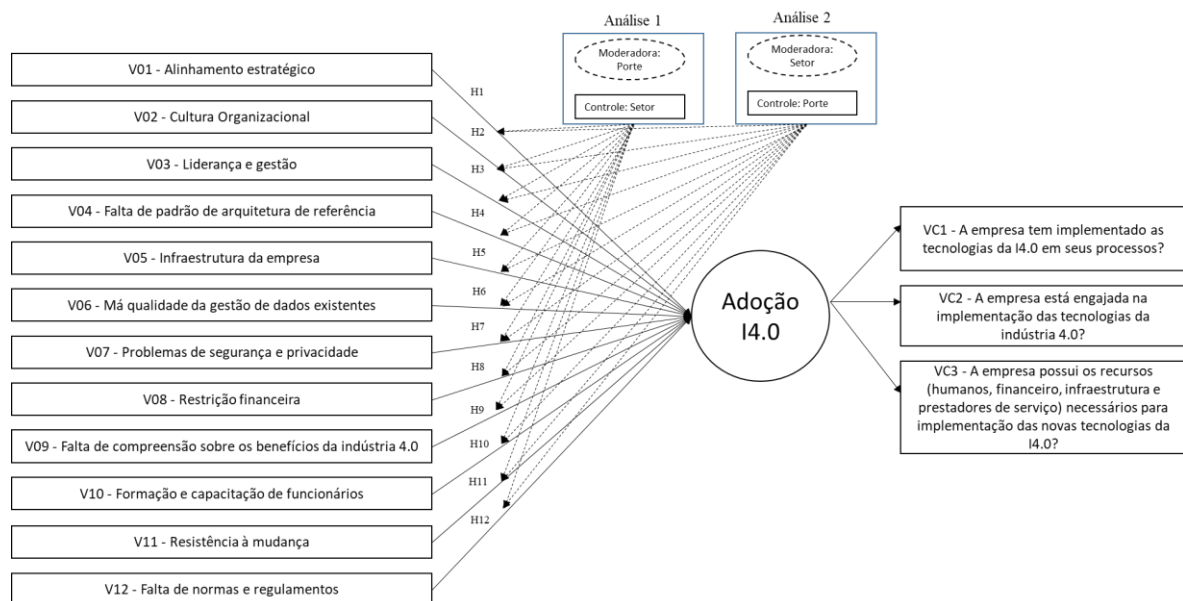 Análise 1
Análise 2
Moderadora:
Porte
Controle: Setor
Moderadora:
Setor
Controle: Porte
V01 - Alinhamento estratégico
V02 - Cultura Organizacional
V03 - Liderança e gestão
V04 - Falta de padrão de arquitetura de referência
V05 - Infraestrutura da empresa
V06 - Má qualidade da gestão de dados existentes
V07 - Problemas de segurança e privacidade
V08 - Restrição financeira
V09 - Falta de compreensão sobre os benefícios da indústria 4.0
V10 - Formação e capacitação de funcionários
V11 - Resistência à mudança
V12 - Falta de normas e regulamentos
H1
H2
H3
H4
H5
H6
H7
H8
H9
H10
H11
H12
Adoção
I4.0
VC1 - A empresa tem implementado as
tecnologias da I4.0 em seus processos?
VC2 - A empresa está engajada na
implementação das tecnologias da
indústria 4.0?
VC3 - A empresa possui os recursos
(humanos, financeiro, infraestrutura e
prestadores de serviço) necessários para
implementação das novas tecnologias da
I4.0?